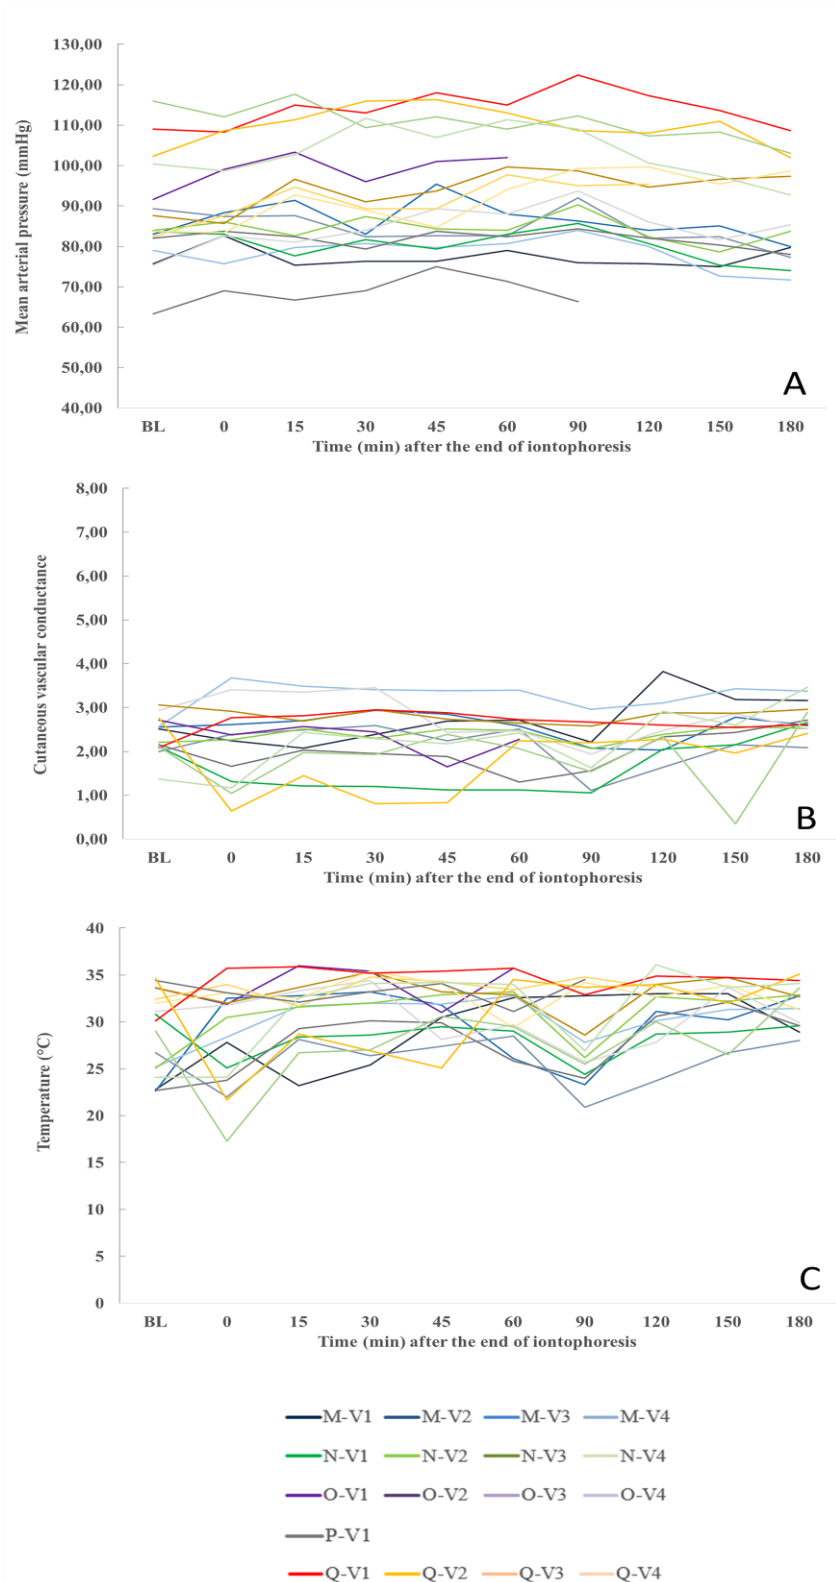 130,00
120,00
110,00
100,00
90,00
80,00
70,00
60,00
50,00
40,00
Mean arterial pressure (mmHg)
A
BL 0 15 30 45 60 90 120 150 180
Time (min) after the end of iontophoresis
8,00
7,00
6,00
5,00
4,00
3,00
2,00
1,00
0,00
Cutaneous vascular conductance
B
BL 0 15 30 45 60 90 120 150 180
Time (min) after the end of iontophoresis
40
35
30
25
20
15
10
5
0
Temperature (°C)
C
BL 0 15 30 45 60 90 120 150 180
Time (min) after the end of iontophoresis
M-V1 M-V2 M-V3 M-V4
N-V1 N-V2 N-V3 N-V4
O-V1 O-V2 O-V3 O-V4
P-V1
Q-V1 Q-V2 Q-V3 Q-V4